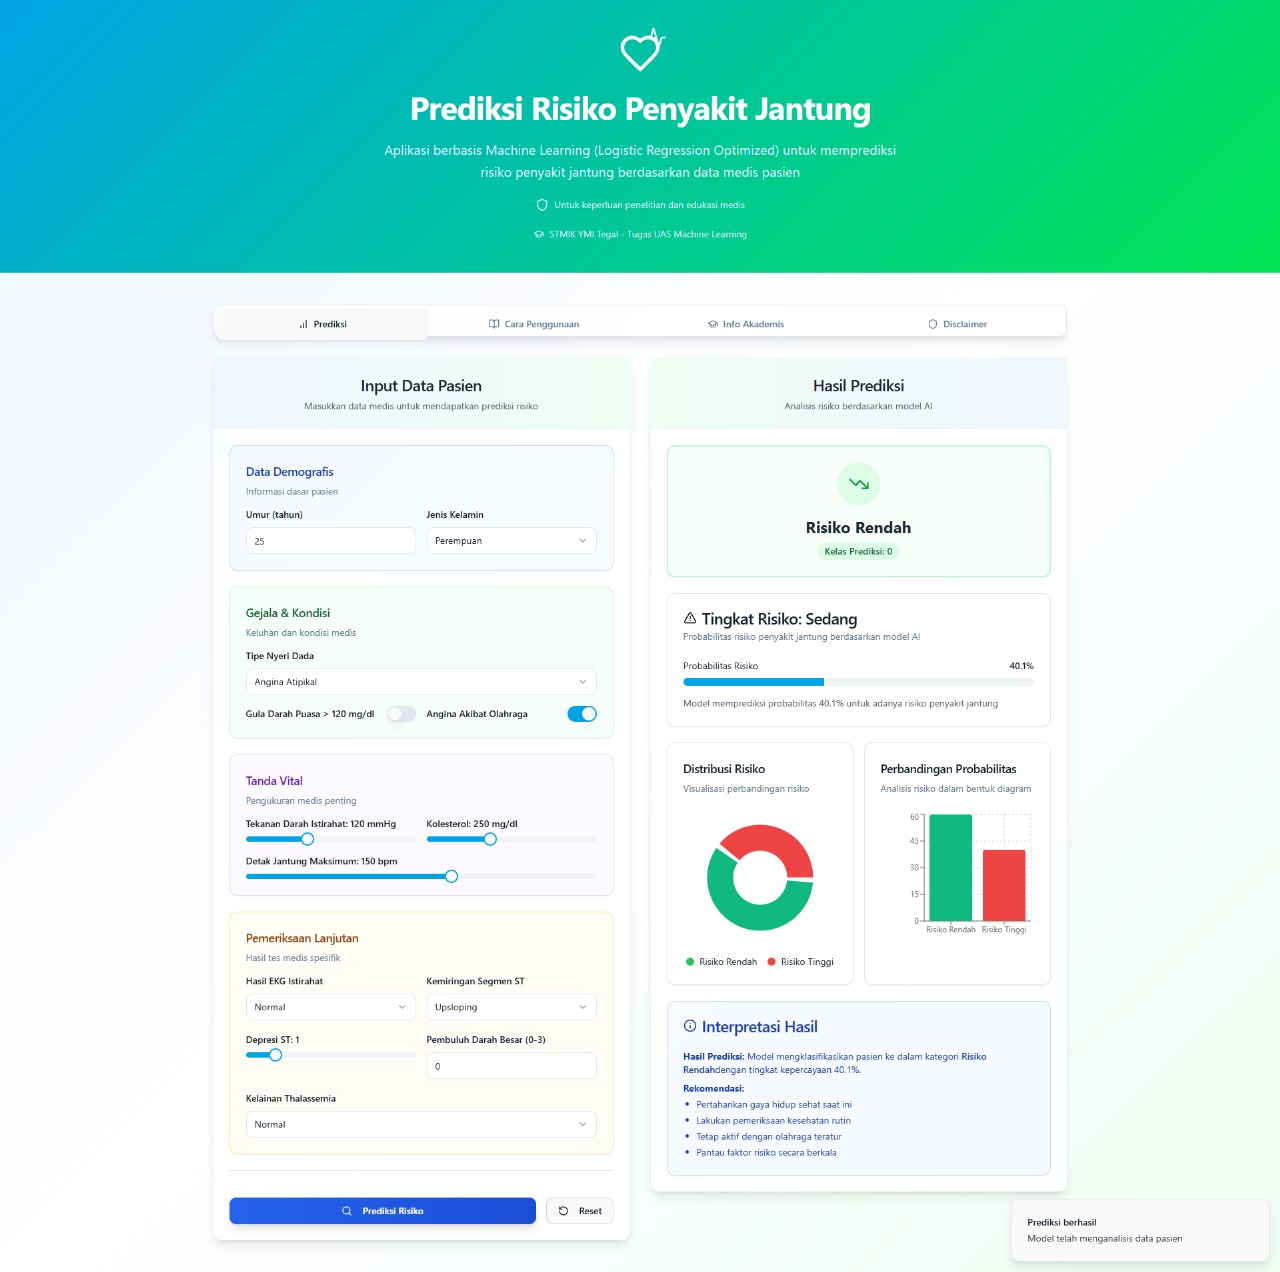 Prediksi Risiko Penyakit Jantung
Aplikasi berbasis Machine Learning (Logistic Regression Optimized) untuk memprediksi
risiko penyakit jantung berdasarkan data medis pasien
Untuk keperluan penelitian dan edukasi medis
STMIK YMI Tegal - Tugas UAS Machine Learning
Prediksi
Cara Penggunaan
Info Akademis
Disclaimer
Input Data Pasien
Masukkan data medis untuk mendapatkan prediksi risiko
Data Demografis
Informasi dasar pasien
Umur (tahun)
Jenis Kelamin
25
Perempuan
Gejala & Kondisi
Keluhan dan kondisi medis
Tipe Nyeri Dada
Angina Atipikal
Gula Darah Puasa > 120 mg/dl
Angina Akibat Olahraga
Tanda Vital
Pengukuran medis penting
Tekanan Darah Istirahat: 120 mmHg
Kolesterol: 250 mg/dl
Detak Jantung Maksimum: 150 bpm
Pemeriksaan Lanjutan
Hasil tes medis spesifik
Hasil EKG Istirahat
Kemiringan Segmen ST
Normal
Upsloping
Depresi ST: 1
Pembuluh Darah Besar (0-3)
0
Kelainan Thalassemia
Normal
Prediksi Risiko
Reset
Hasil Prediksi
Analisis risiko berdasarkan model AI
Risiko Rendah
Kelas Prediksi: 0
Tingkat Risiko: Sedang
Probabilitas risiko penyakit jantung berdasarkan model AI
Probabilitas Risiko
40.1%
Model memprediksi probabilitas 40.1% untuk adanya risiko penyakit jantung
Distribusi Risiko
Visualisasi perbandingan risiko
Risiko Rendah
Risiko Tinggi
Perbandingan Probabilitas
Analisis risiko dalam bentuk diagram
60
45
30
15
0
Risiko Rendah
Risiko Tinggi
Interpretasi Hasil
Hasil Prediksi: Model mengklasifikasikan pasien ke dalam kategori Risiko
Rendahdengan tingkat kepercayaan 40.1%.
Rekomendasi:
• Pertahankan gaya hidup sehat saat ini
• Lakukan pemeriksaan kesehatan rutin
• Tetap aktif dengan olahraga teratur
• Pantau faktor risiko secara berkala
Prediksi berhasil
Model telah menganalisis data pasien